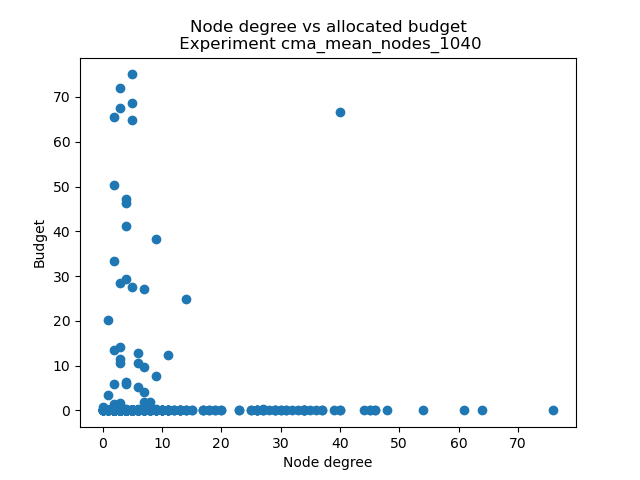 Node degree vs allocated budget
Experiment cma_mean_nodes_1040
70
60
50
40
30
20
10
0
Budget
0 10 20 30 40 50 60 70
Node degree